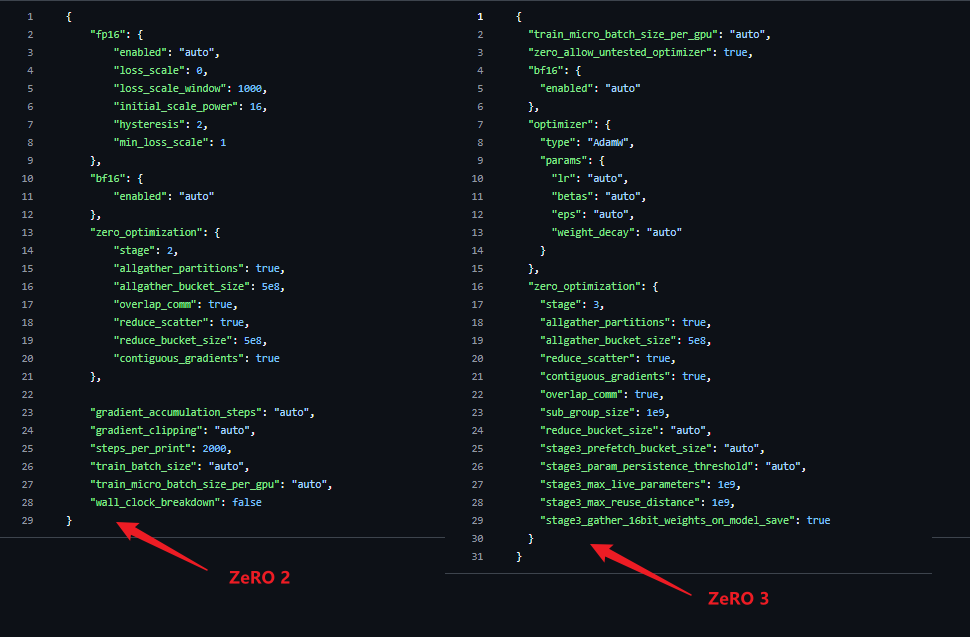 1 {
2 "fp16": {
3 "enabled": "auto",
4 "loss_scale": 0,
5 "loss_scale_window": 1000,
6 "initial_scale_power": 16,
7 "hysteresis": 2,
8 "min_loss_scale": 1
9 },
10 "bf16": {
11 "enabled": "auto"
12 },
13 "zero_optimization": {
14 "stage": 2,
15 "allgather_partitions": true,
16 "allgather_bucket_size": 5e8,
17 "overlap_comm": true,
18 "reduce_scatter": true,
19 "reduce_bucket_size": 5e8,
20 "contiguous_gradients": true
21 },
22
23 "gradient_accumulation_steps": "auto",
24 "gradient_clipping": "auto",
25 "steps_per_print": 2000,
26 "train_batch_size": "auto",
27 "train_micro_batch_size_per_gpu": "auto",
28 "wall_clock_breakdown": false
29 }
ZeRO 2
1 {
2 "train_micro_batch_size_per_gpu": "auto",
3 "zero_allow_untested_optimizer": true,
4 "bf16": {
5 "enabled": "auto"
6 },
7 "optimizer": {
8 "type": "AdamW",
9 "params": {
10 "lr": "auto",
11 "betas": "auto",
12 "eps": "auto",
13 "weight_decay": "auto"
14 }
15 },
16 "zero_optimization": {
17 "stage": 3,
18 "allgather_partitions": true,
19 "allgather_bucket_size": 5e8,
20 "reduce_scatter": true,
21 "contiguous_gradients": true,
22 "overlap_comm": true,
23 "sub_group_size": 1e9,
24 "reduce_bucket_size": "auto",
25 "stage3_prefetch_bucket_size": "auto",
26 "stage3_param_persistence_threshold": "auto",
27 "stage3_max_live_parameters": 1e9,
28 "stage3_max_reuse_distance": 1e9,
29 "stage3_gather_16bit_weights_on_model_save": true
30 }
31 }
ZeRO 3